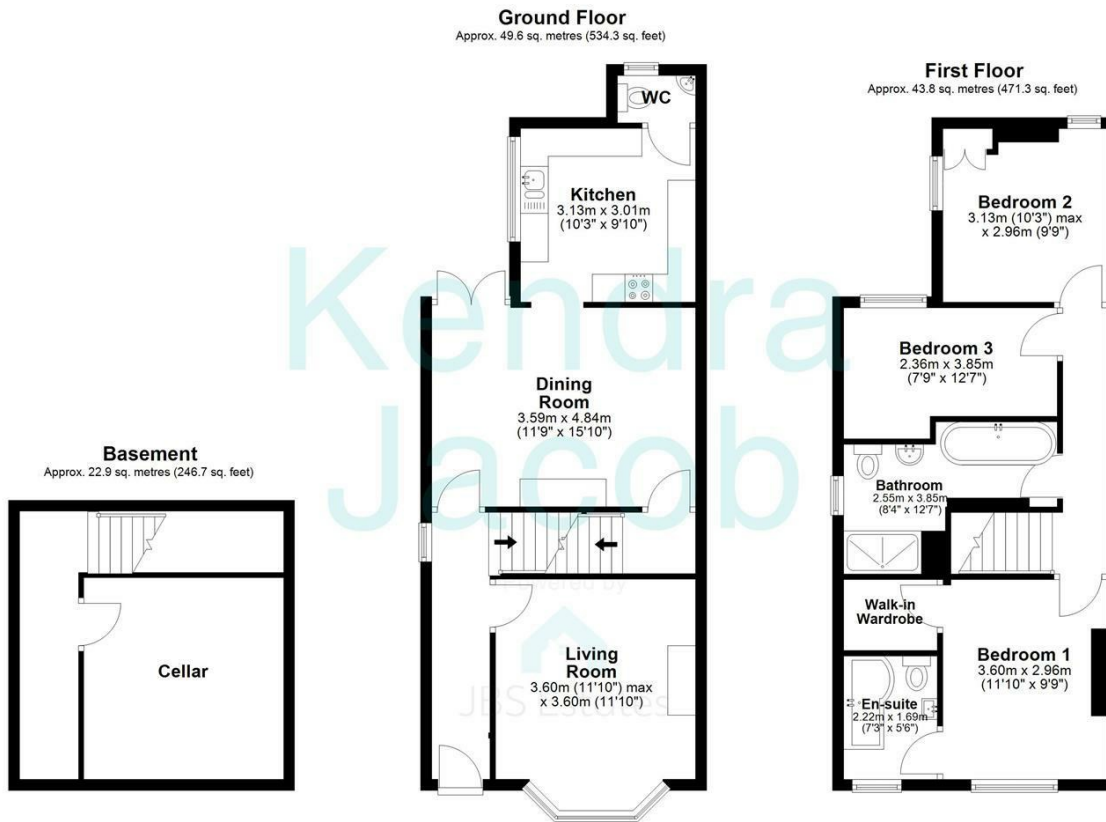 Ground Floor
Approx. 49.6 sq. metres (534.3 sq. feet)
WC
Kitchen
3.13m x 3.01m
(10'3" x 9'10")
Dining
Room
3.59m x 4.84m
(11'9" x 15'10")
Living
Room
3.60m (11'10") max
x 3.60m (11'10")
First Floor
Approx. 43.8 sq. metres (471.3 sq. feet)
Bedroom 2
3.13m (10'3") max
x 2.96m (9'9")
Bedroom 3
2.36m x 3.85m
(7'9" x 12'7")
Bathroom
2.55m x 3.85m
(8'4" x 12'7")
Walk-in
Wardrobe
Bedroom 1
3.60m x 2.96m
(11'10" x 9'9")
En-suite
2.22m x 1.69m
(7'3" x 5'6")
Basement
Approx. 22.9 sq. metres (246.7 sq. feet)
Cellar
Kendra
Jacob
powered by
JBS Estates